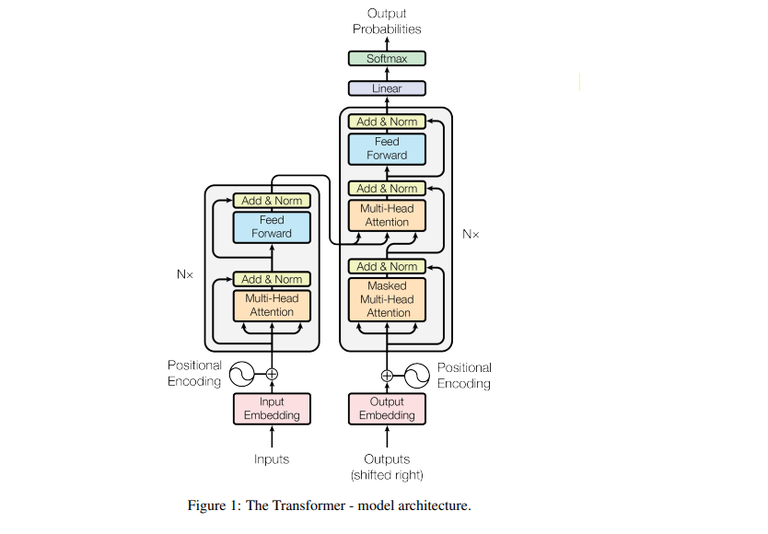 Output
Probabilities
Softmax
Linear
Add & Norm
Feed
Forward
Add & Norm
Multi-Head
Attention
Add & Norm
Masked
Multi-Head
Attention
Nx
Add & Norm
Feed
Forward
Add & Norm
Multi-Head
Attention
Nx
Positional
Encoding
Positional
Encoding
Input
Embedding
Output
Embedding
Inputs
Outputs
(shifted right)
Figure 1: The Transformer - model architecture.